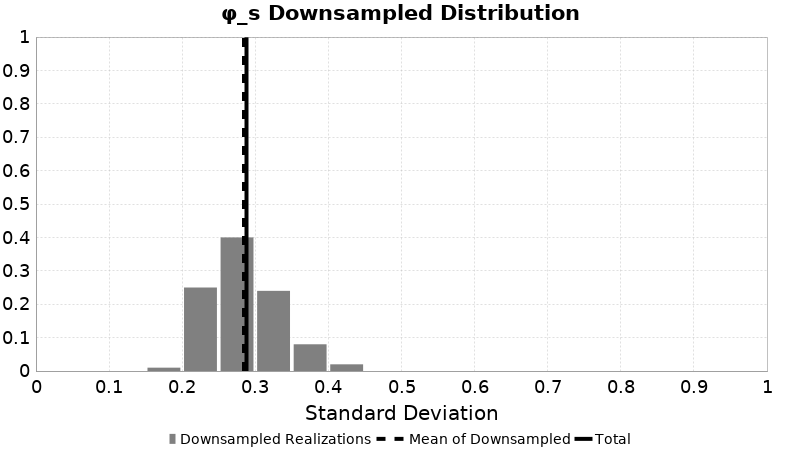 φ_s Downsampled Distribution
1
0.9
0.8
0.7
0.6
0.5
0.4
0.3
0.2
0.1
0
0 0.1 0.2 0.3 0.4 0.5 0.6 0.7 0.8 0.9 1
Standard Deviation
Downsampled Realizations Mean of Downsampled Total